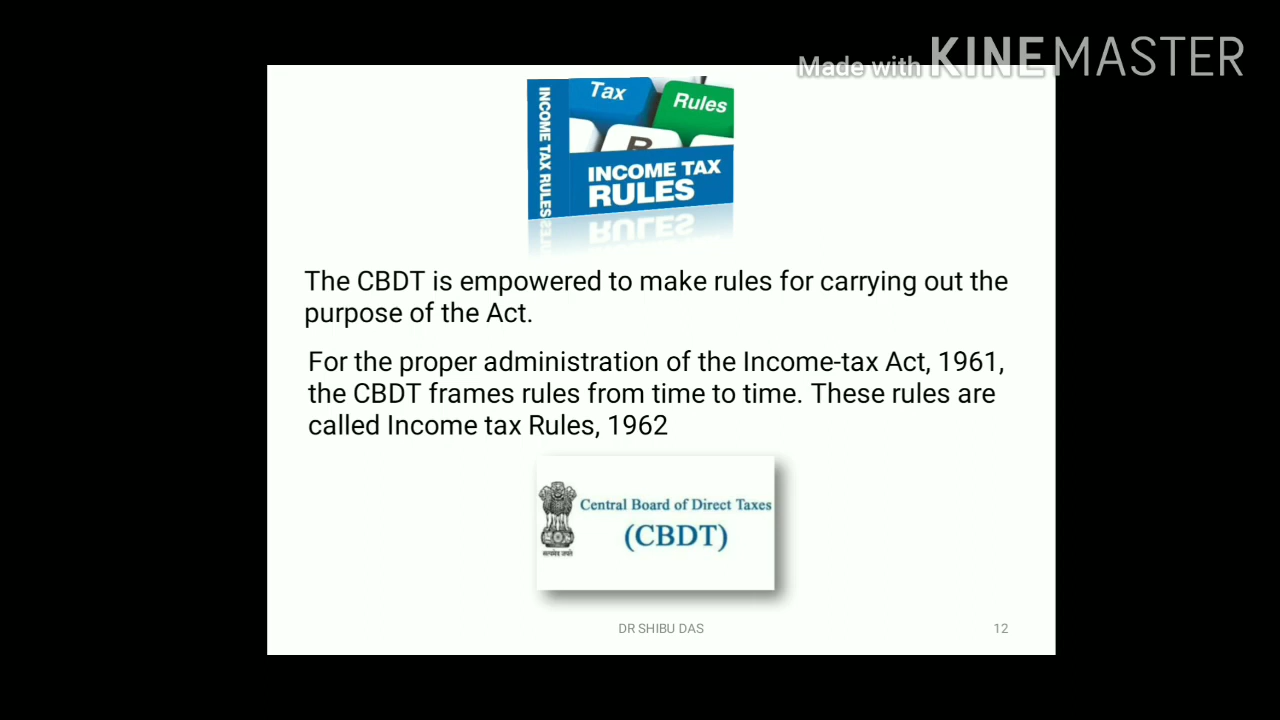 Made with KINEMASTER
Tax
Rules
R
INCOME TAX RULES
INCOME TAX
RULES
The CBDT is empowered to make rules for carrying out the
purpose of the Act.
For the proper administration of the Income-tax Act, 1961,
the CBDT frames rules from time to time. These rules are
called Income tax Rules, 1962
Central Board of Direct Taxes
(CBDT)
सत्यमेव जयते
DR SHIBU DAS
12